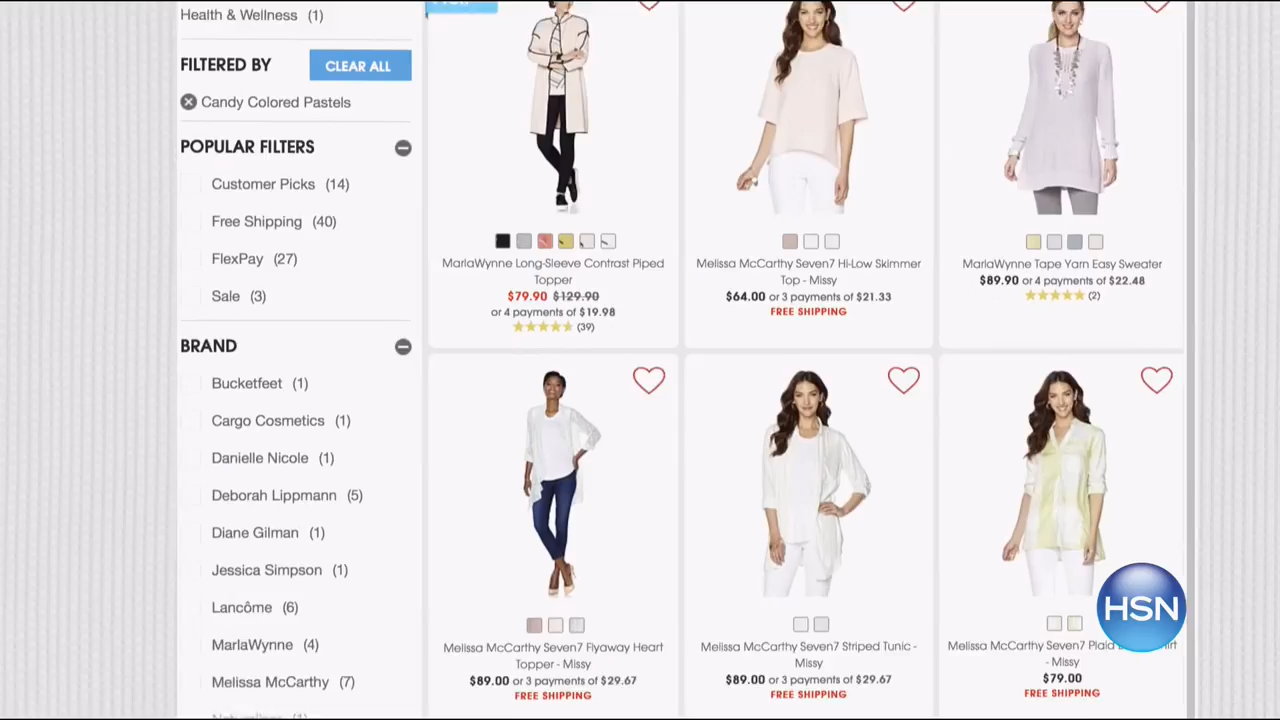 Health & Wellness (1)
FILTERED BY
CLEAR ALL
Candy Colored Pastels
POPULAR FILTERS
Customer Picks (14)
Free Shipping (40)
FlexPay (27)
Sale (3)
BRAND
Bucketfeet (1)
Cargo Cosmetics (1)
Danielle Nicole (1)
Deborah Lippmann (5)
Diane Gilman (1)
Jessica Simpson (1)
Lancôme (6)
MarlaWynne (4)
Melissa McCarthy (7)
MarlaWynne Long-Sleeve Contrast Piped
Topper
$79.90 $129.90
or 4 payments of $19.98
(39)
Melissa McCarthy Seven7 Hi-Low Skimmer
Top - Missy
$64.00 or 3 payments of $21.33
FREE SHIPPING
MarlaWynne Tape Yarn Easy Sweater
$89.90 or 4 payments of $22.48
(2)
Melissa McCarthy Seven7 Flyaway Heart
Topper - Missy
$89.00 or 3 payments of $29.67
FREE SHIPPING
Melissa McCarthy Seven7 Striped Tunic -
Missy
$89.00 or 3 payments of $29.67
FREE SHIPPING
Melissa McCarthy Seven7 Plaid
- Missy
$79.00
FREE SHIPPING
HSN